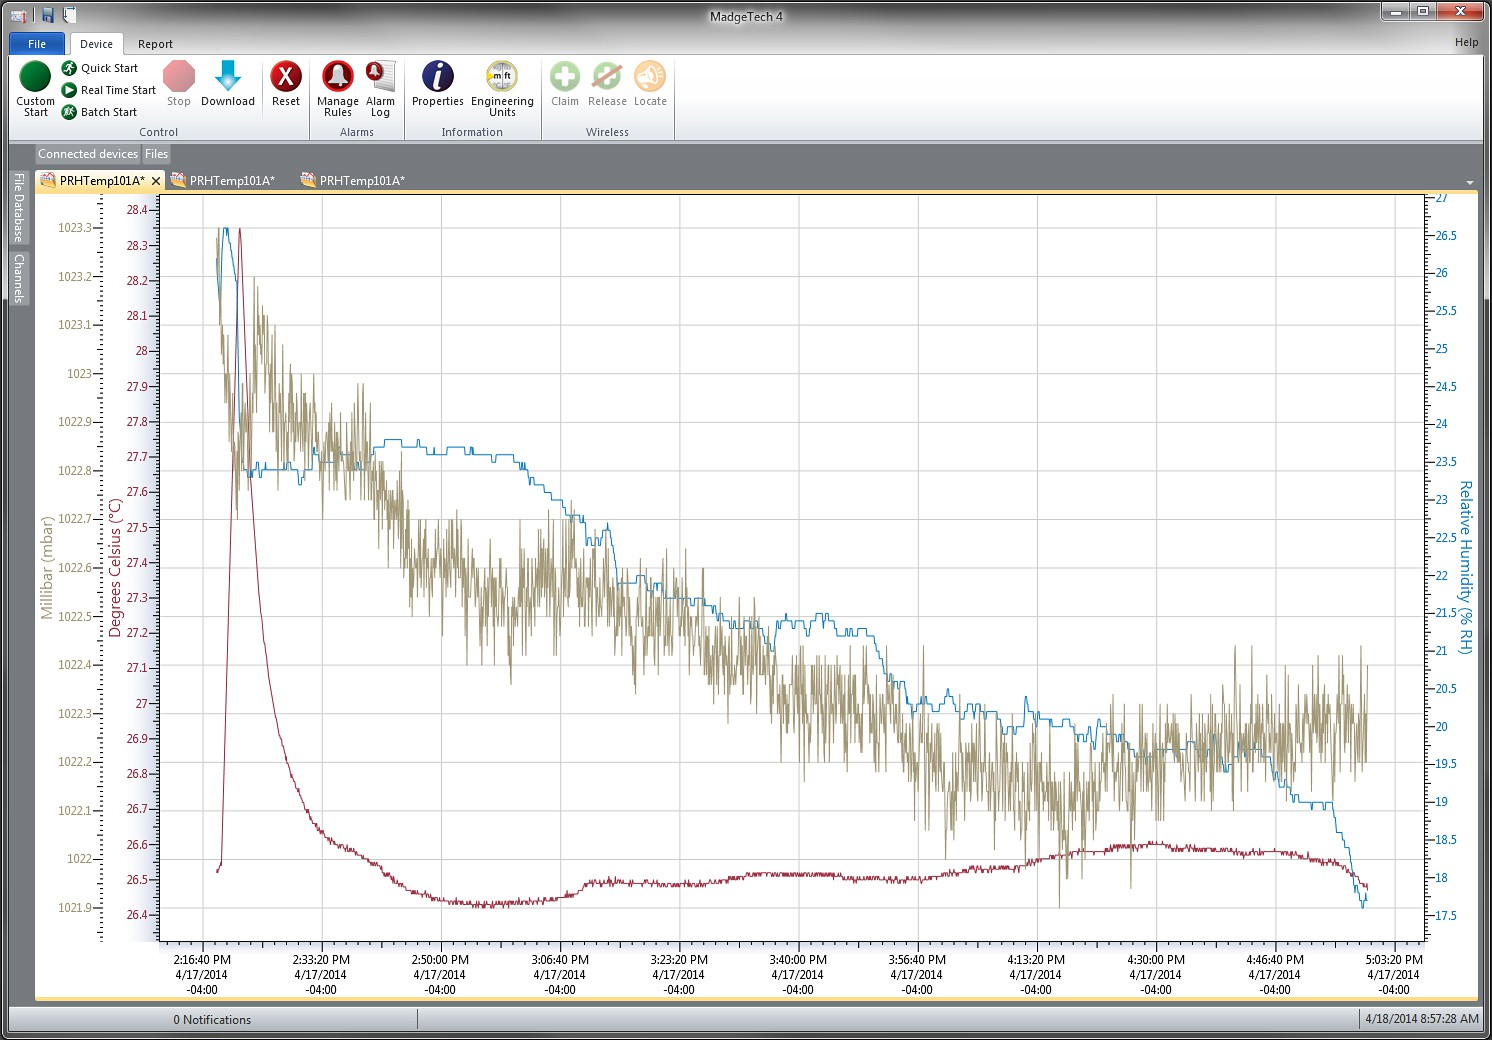 MadgeTech 4
File
Device
Report
Help
Custom Start
Quick Start
Real Time Start
Batch Start
Stop
Download
Reset
Manage Rules
Alarm Log
Properties
Engineering Units
m ft
Claim
Release
Locate
Control
Alarms
Information
Wireless
Connected devices
Files
File Database
Channels
PRHTemp101A*
PRHTemp101A*
PRHTemp101A*
Millibar (mbar)
1023.3
1023.2
1023.1
1023
1022.9
1022.8
1022.7
1022.6
1022.5
1022.4
1022.3
1022.2
1022.1
1022
1021.9
Degrees Celsius (°C)
28.4
28.3
28.2
28.1
28
27.9
27.8
27.7
27.6
27.5
27.4
27.3
27.2
27.1
27
26.9
26.8
26.7
26.6
26.5
26.4
27
26.5
26
25.5
25
24.5
24
23.5
23
22.5
22
21.5
21
20.5
20
19.5
19
18.5
18
17.5
Relative Humidity (% RH)
2:16:40 PM 2:33:20 PM 2:50:00 PM 3:06:40 PM 3:23:20 PM 3:40:00 PM 3:56:40 PM 4:13:20 PM 4:30:00 PM 4:46:40 PM 5:03:20 PM
4/17/2014 4/17/2014 4/17/2014 4/17/2014 4/17/2014 4/17/2014 4/17/2014 4/17/2014 4/17/2014 4/17/2014 4/17/2014
-04:00 -04:00 -04:00 -04:00 -04:00 -04:00 -04:00 -04:00 -04:00 -04:00 -04:00
0 Notifications
4/18/2014 8:57:28 AM